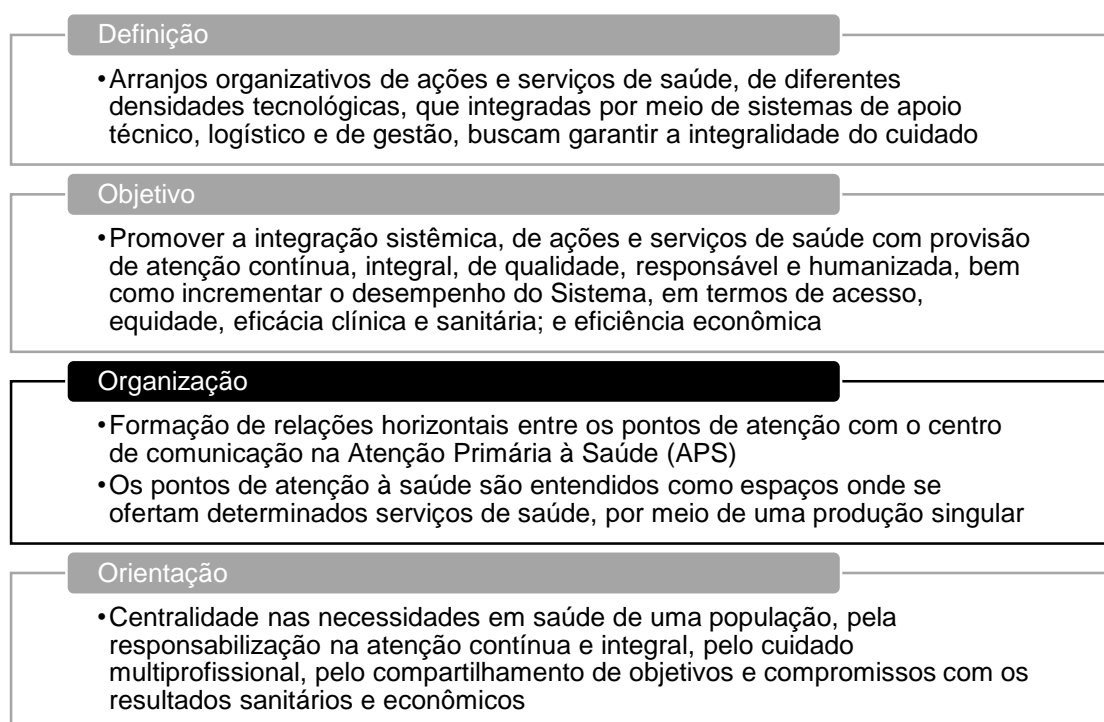 Definição
•Arranjos organizativos de ações e serviços de saúde, de diferentes
densidades tecnológicas, que integradas por meio de sistemas de apoio
técnico, logístico e de gestão, buscam garantir a integralidade do cuidado
Objetivo
•Promover a integração sistêmica, de ações e serviços de saúde com provisão
de atenção contínua, integral, de qualidade, responsável e humanizada, bem
como incrementar o desempenho do Sistema, em termos de acesso,
equidade, eficácia clínica e sanitária; e eficiência econômica
Organização
•Formação de relações horizontais entre os pontos de atenção com o centro
de comunicação na Atenção Primária à Saúde (APS)
•Os pontos de atenção à saúde são entendidos como espaços onde se
ofertam determinados serviços de saúde, por meio de uma produção singular
Orientação
•Centralidade nas necessidades em saúde de uma população, pela
responsabilização na atenção contínua e integral, pelo cuidado
multiprofissional, pelo compartilhamento de objetivos e compromissos com os
resultados sanitários e econômicos